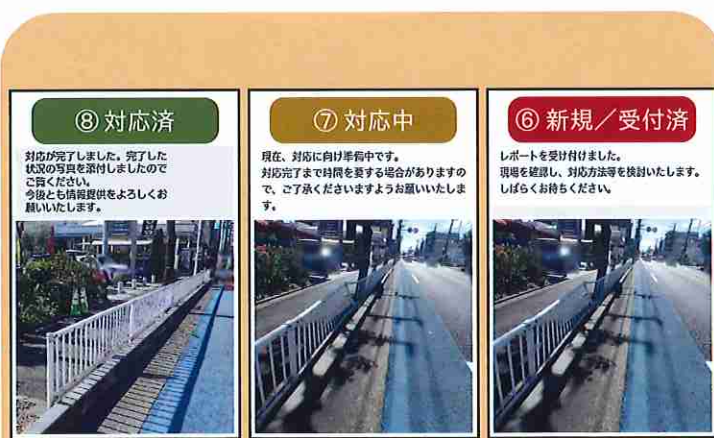 ⑧ 対応済
対応が完了しました。完了した
状況の写真を添付しましたので
ご覧ください。
今後とも情報提供をよろしくお
願いいたします。
⑦ 対応中
現在、対応に向け準備中です。
対応完了まで時間を要する場合がありますの
で、ご了承くださいますようお願いいたしま
す。
⑥ 新規／受付済
レポートを受け付けました。
現場を確認し、対応方法等を検討いたします。
しばらくお待ちください。